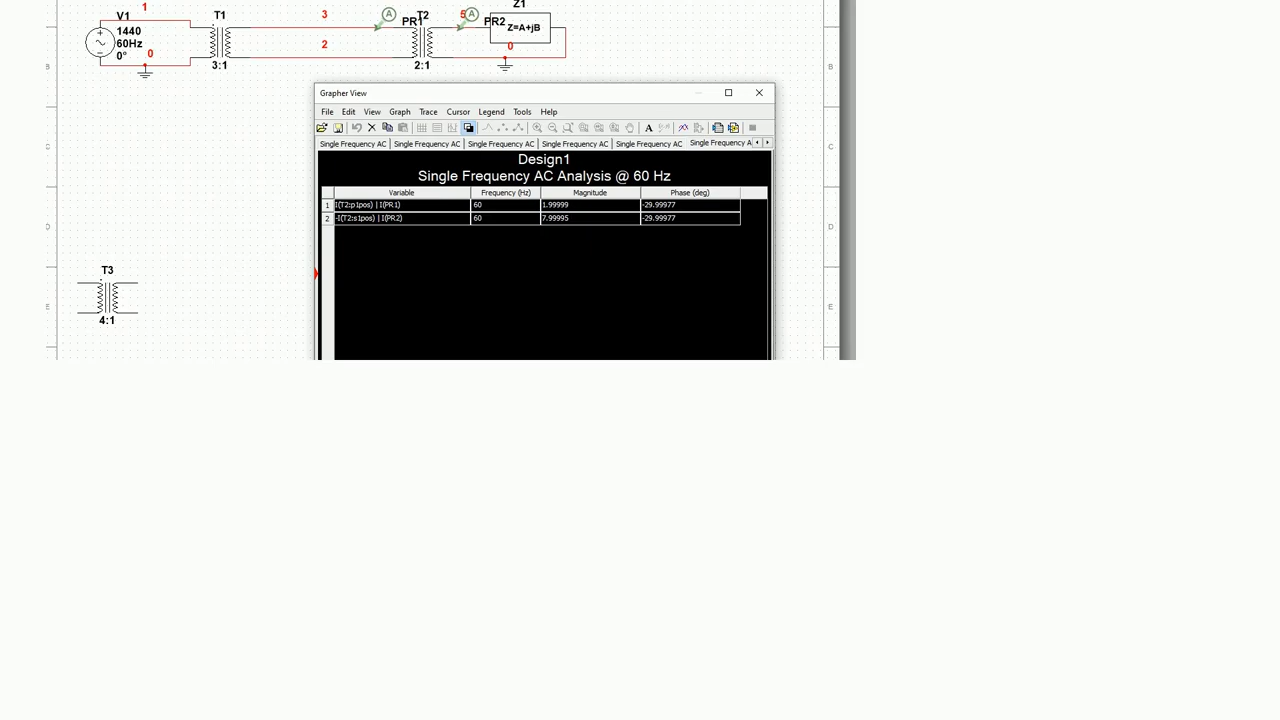 1
V1
1440
60Hz
0°
0
T1
3:1
3
2
A
PR1
T2
2:1
5
A
PR2
Z1
Z=A+jB
0
B
B
C
C
D
D
E
E
T3
4:1
Grapher View
File Edit View Graph Trace Cursor Legend Tools Help
A
Single Frequency AC Single Frequency AC Single Frequency AC Single Frequency AC Single Frequency AC Single Frequency A
Design1
Single Frequency AC Analysis @ 60 Hz
Variable Frequency (Hz) Magnitude Phase (deg)
1 I(T2:p1pos) | I(PR1) 60 1.99999 -29.99977
2 -I(T2:s1pos) | I(PR2) 60 7.99995 -29.99977